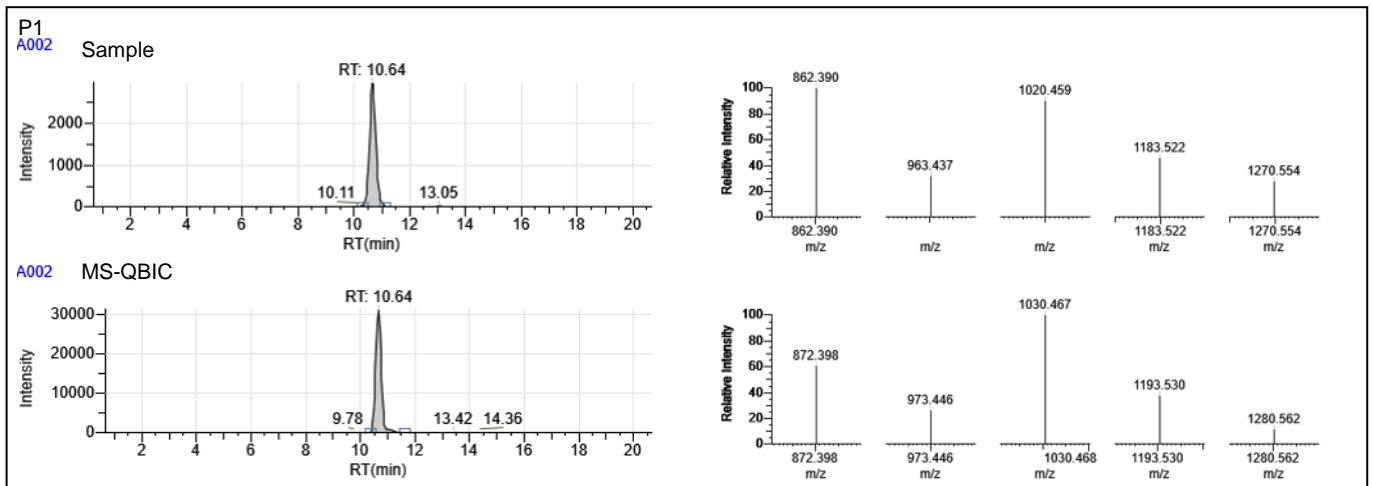 P1
A002 Sample
RT: 10.64
10.11
13.05
Intensity
2000
1000
0
2 4 6 8 10 12 14 16 18 20
RT(min)
Relative Intensity
100
80
60
40
20
0
862.390
963.437
1020.459
1183.522
1270.554
862.390 1183.522 1270.554
m/z m/z m/z m/z m/z
A002 MS-QBIC
RT: 10.64
9.78
13.42 14.36
Intensity
30000
20000
10000
0
2 4 6 8 10 12 14 16 18 20
RT(min)
Relative Intensity
100
80
60
40
20
0
872.398
973.446
1030.467
1193.530
1280.562
872.398 973.446 1030.468 1193.530 1280.562
m/z m/z m/z m/z m/z